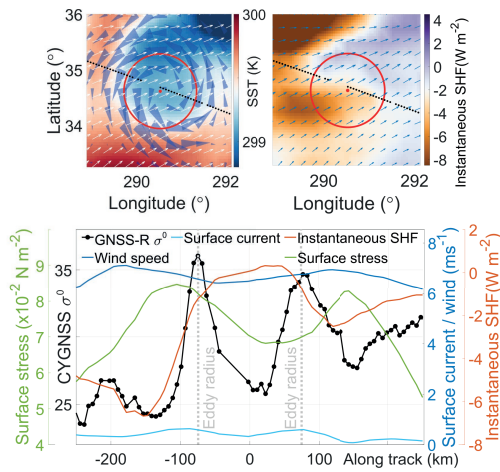 36°
35°
34°
Latitude (°)
290
292
Longitude (°)
300
299
SST (K)
290
292
Longitude (°)
4
2
0
-2
-4
-6
-8
Instantaneous SHF(W m⁻²)
GNSS-R σ⁰
Surface current
Instantaneous SHF
Wind speed
Surface stress
Surface stress (x10⁻² N m⁻²)
9
8
7
6
5
4
CYGNSS σ⁰
35
25
Eddy radius
Eddy radius
8
6
4
2
0
Surface current / wind (ms⁻¹)
2
0
-2
-4
-6
-8
Instantaneous SHF(W m⁻²)
-200
-100
0
100
Along track (km)